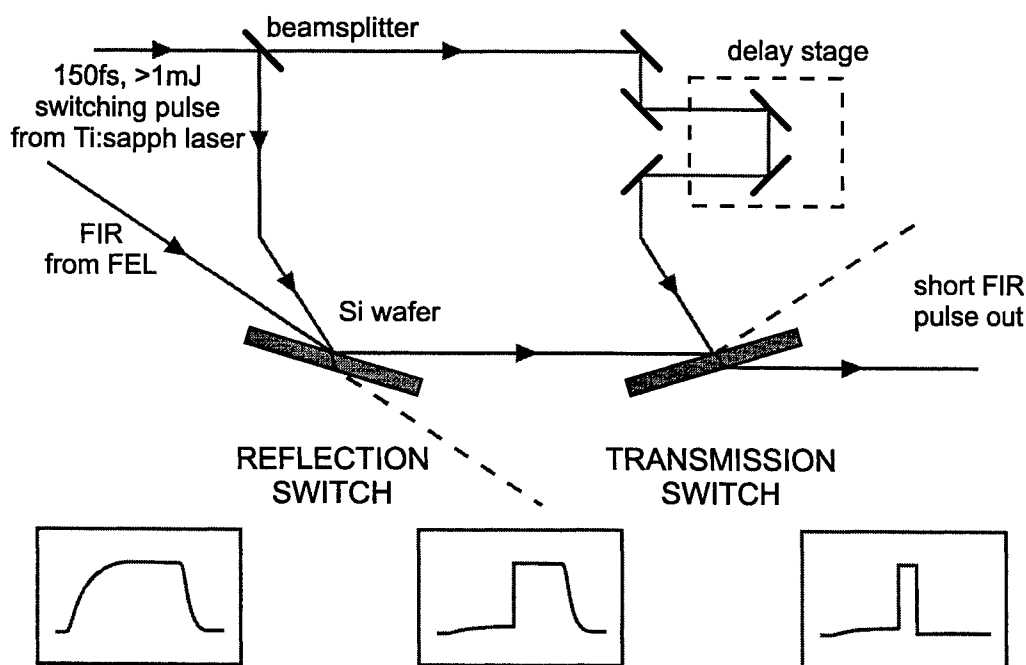 beamsplitter
delay stage
150fs, >1mJ
switching pulse
from Ti:sapph laser
FIR
from FEL
Si wafer
short FIR
pulse out
REFLECTION
SWITCH
TRANSMISSION
SWITCH